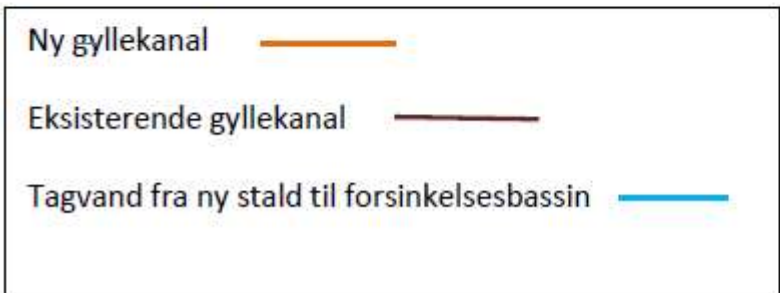 Ny gyllekanal
Eksisterende gyllekanal
Tagvand fra ny stald til forsinkelsesbassin